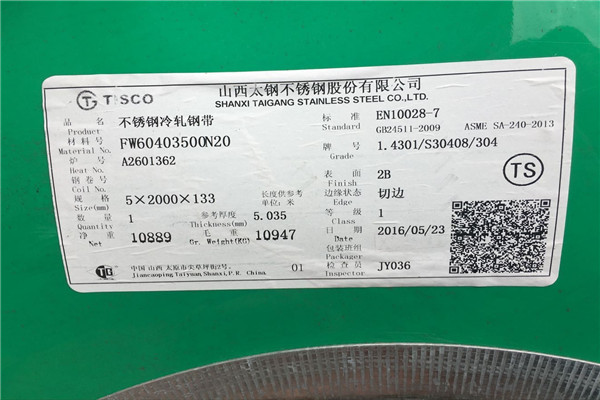 TISCO
山西太钢不锈钢股份有限公司
SHANXI TAIGANG STAINLESS STEEL CO.,LTD.
品名 不锈钢冷轧钢带 标准 EN10028-7
Product Standard GB24511-2009 ASME SA-240-2013
材料号 FW60403500N20 牌号 1.4301/S30408/304
Material No. Grade
炉号 A2601362
Heat No.
钢卷号 表面 2B
Coil No. Finish
规格 5×2000×133 长度供参考 边缘状态 切边
Size(mm) 单位:米 Edge
数量 1 参考厚度 5.035 等级 1
Quantity Thickness(mm) Class
净重 10889 毛重 10947 日期 2016/05/23
Net Gr. Weight(KG) Date
包装班组
Packager
中国 山西 太原市尖草坪街2号。 01 检查员 JY036
Jiancaoping TaiYuan,Shanxi,P.R. China. Inspector
TS